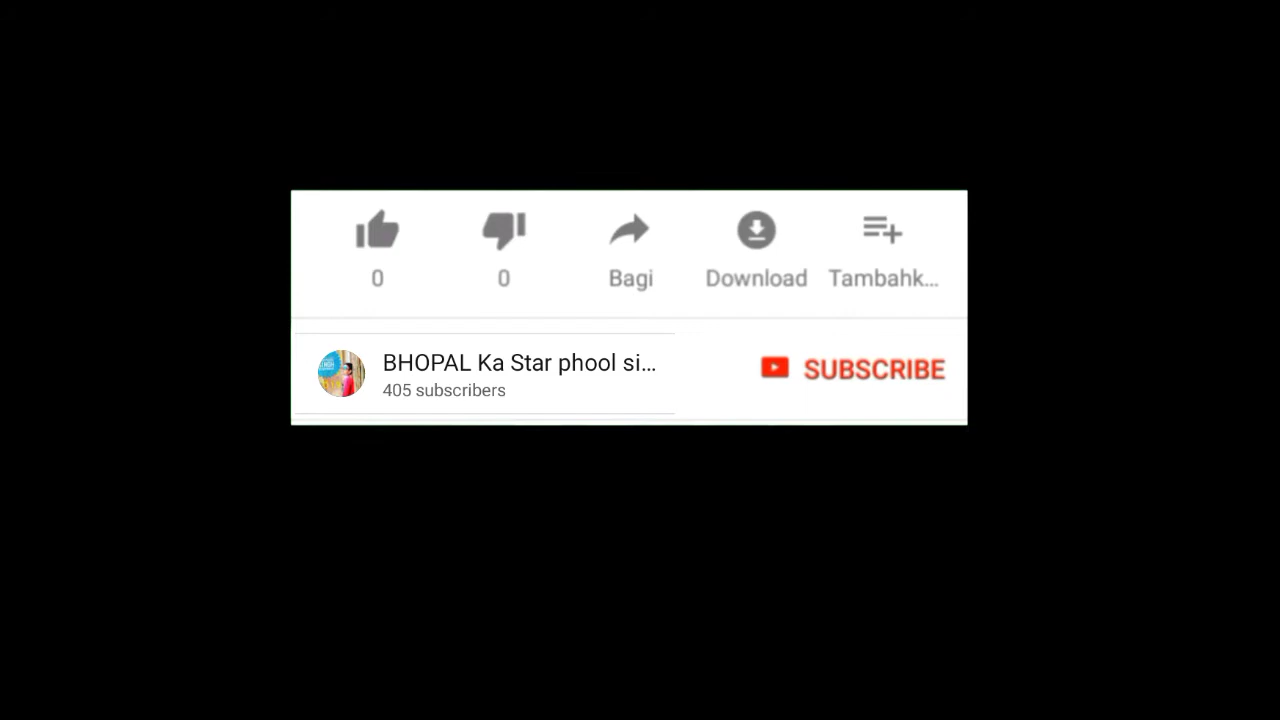 0
0
Bagi
Download
Tambahk...
BHOPAL Ka Star phool si...
405 subscribers
SUBSCRIBE